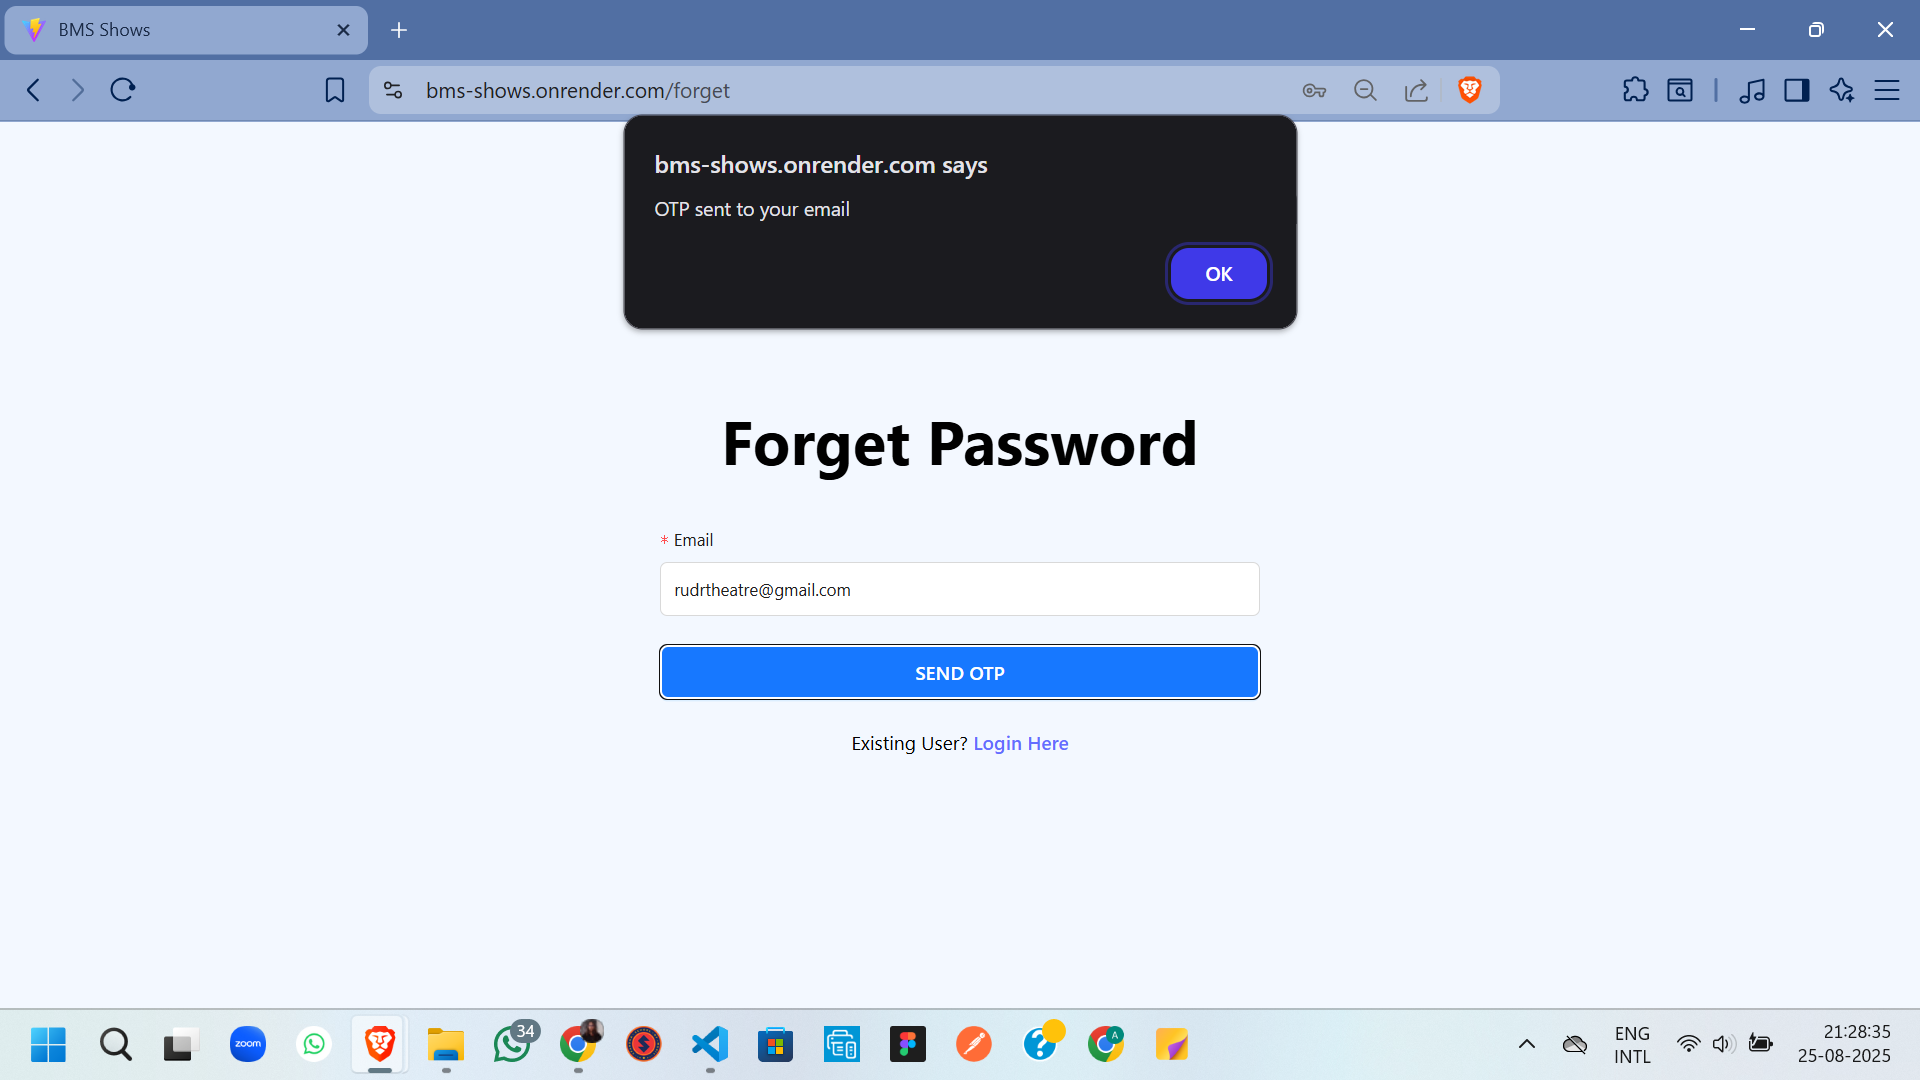 BMS Shows
bms-shows.onrender.com/forget
bms-shows.onrender.com says
OTP sent to your email
OK
Forget Password
* Email
rudrtheatre@gmail.com
SEND OTP
Existing User? Login Here
zoom
34
A
ENG
INTL
21:28:35
25-08-2025